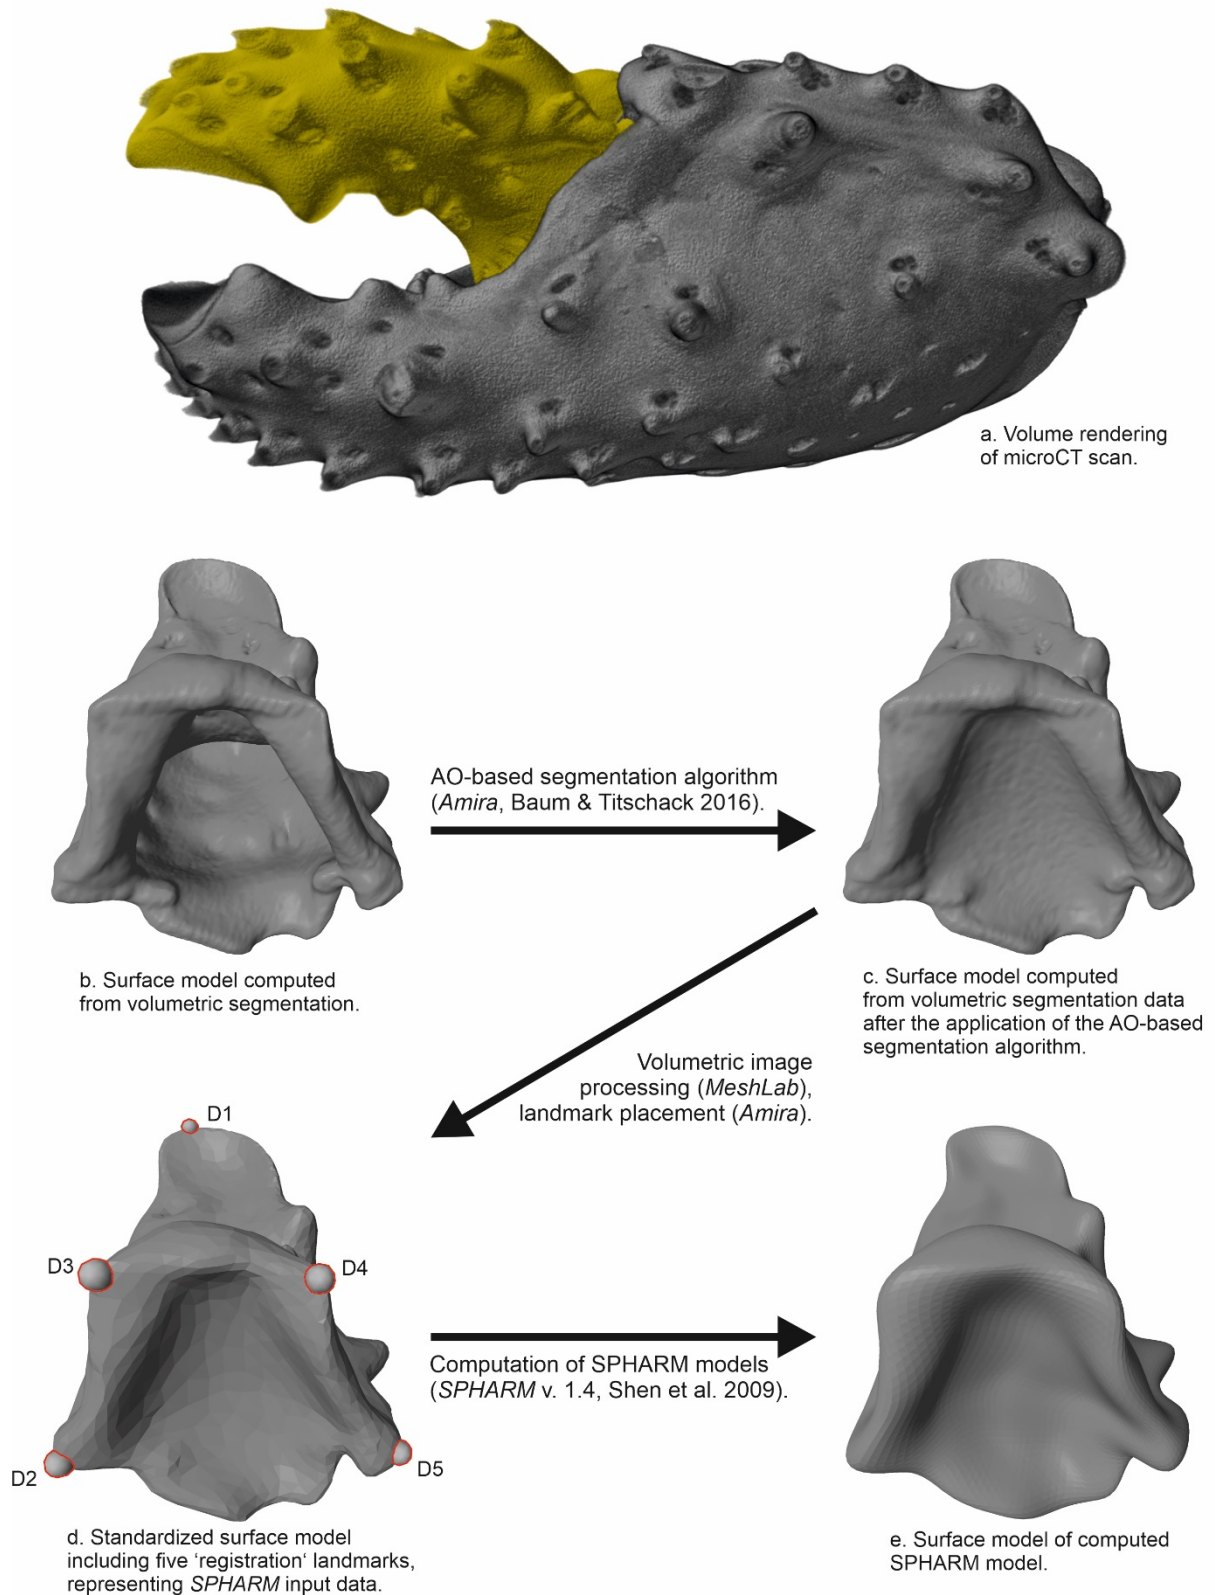 a. Volume rendering
of microCT scan.
AO-based segmentation algorithm
(Amira, Baum & Titschack 2016).
b. Surface model computed
from volumetric segmentation.
c. Surface model computed
from volumetric segmentation data
after the application of the AO-based
segmentation algorithm.
Volumetric image
processing (MeshLab),
landmark placement (Amira).
D1
D3
D4
Computation of SPHARM models
(SPHARM v. 1.4, Shen et al. 2009).
D2
D5
d. Standardized surface model
including five ‘registration‘ landmarks,
representing SPHARM input data.
e. Surface model of computed
SPHARM model.